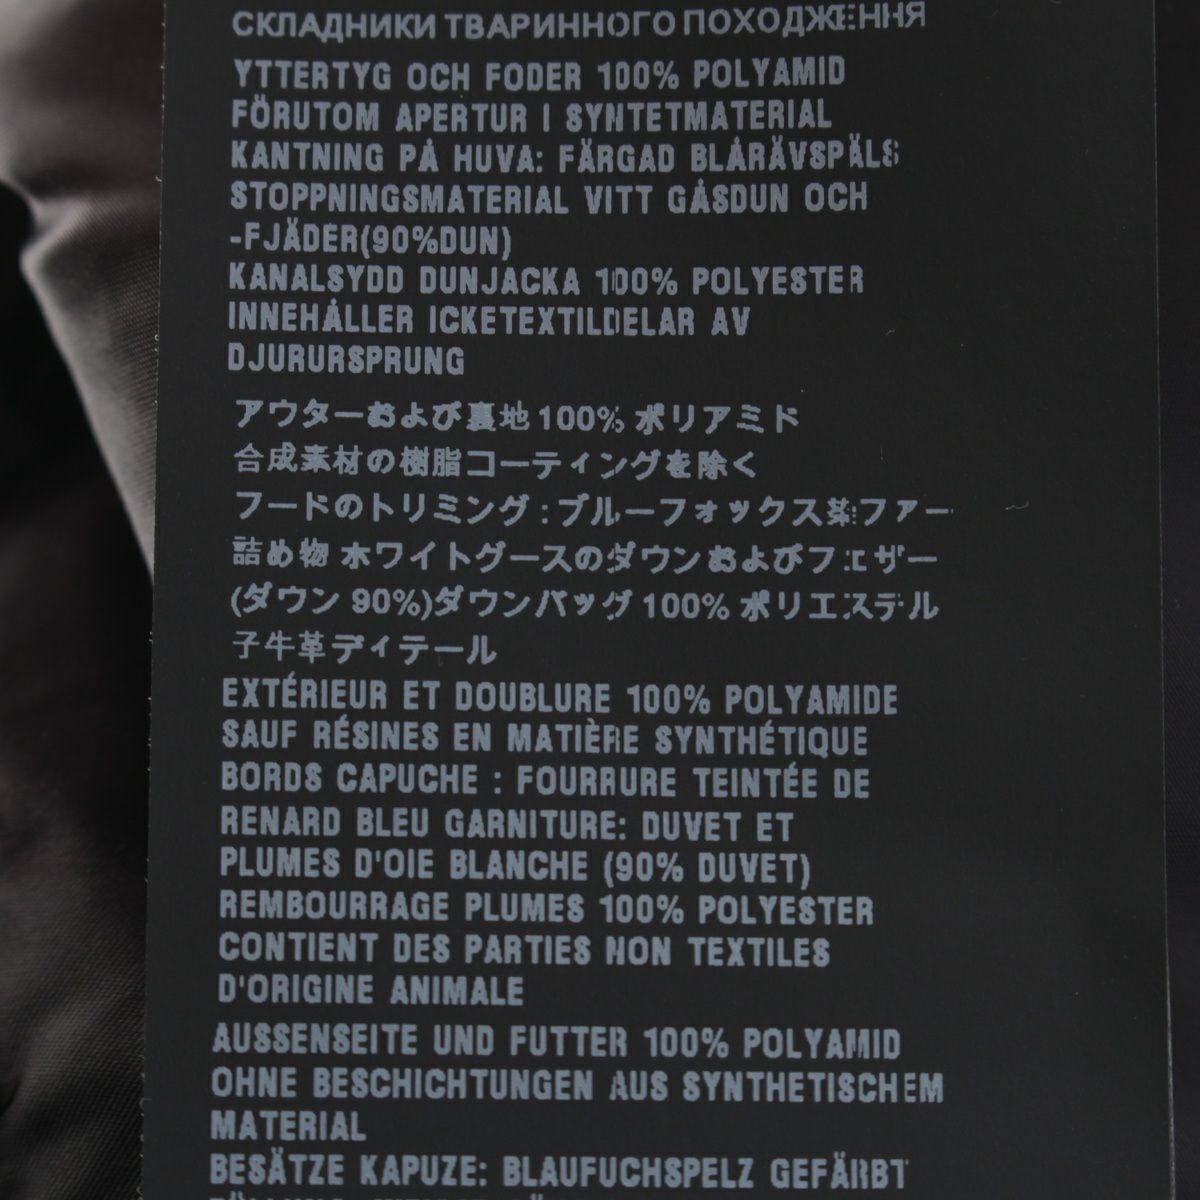 СКЛАДНИКИ ТВАРИННОГО ПОХОДЖЕННЯ
YTTERTYG OCH FODER 100% POLYAMID
FÖRUTOM APERTUR I SYNTETMATERIAL
KANTNING PÅ HUVA: FÄRGAD BLÅRÄVSPÄLS
STOPPNINGSMATERIAL VITT GÅSDUN OCH
-FJÄDER(90%DUN)
KANALSYDD DUNJACKA 100% POLYESTER
INNEHÅLLER ICKETEXTILDELAR AV
DJURURSPRUNG
アウターおよび裏地 100% ポリアミド
合成素材の樹脂コーティングを除く
フードのトリミング : ブルーフォックス染ファー
詰め物 ホワイトグースのダウンおよびフェザー
(ダウン 90%)ダウンバッグ 100% ポリエステル
子牛革ディテール
EXTÉRIEUR ET DOUBLURE 100% POLYAMIDE
SAUF RÉSINES EN MATIÈRE SYNTHÉTIQUE
BORDS CAPUCHE : FOURRURE TEINTÉE DE
RENARD BLEU GARNITURE: DUVET ET
PLUMES D'OIE BLANCHE (90% DUVET)
REMBOURRAGE PLUMES 100% POLYESTER
CONTIENT DES PARTIES NON TEXTILES
D'ORIGINE ANIMALE
AUSSENSEITE UND FUTTER 100% POLYAMID
OHNE BESCHICHTUNGEN AUS SYNTHETISCHEM
MATERIAL
BESÄTZE KAPUZE: BLAUFUCHSPELZ GEFÄRBT